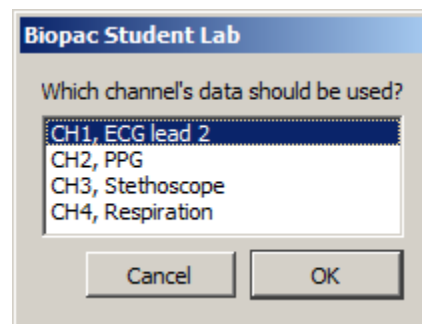 Biopac Student Lab
Which channel's data should be used?
CH1, ECG lead 2
CH2, PPG
CH3, Stethoscope
CH4, Respiration
Cancel OK